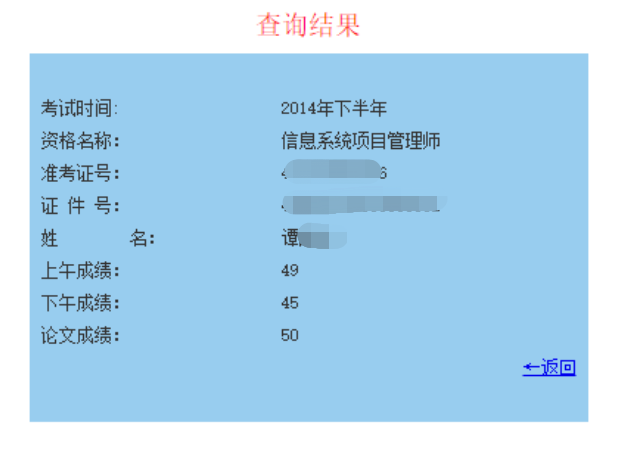 查询结果
考试时间: 2014年下半年
资格名称： 信息系统项目管理师
准考证号： 6
证 件 号：
姓 名： 谭
上午成绩： 49
下午成绩： 45
论文成绩： 50
←返回